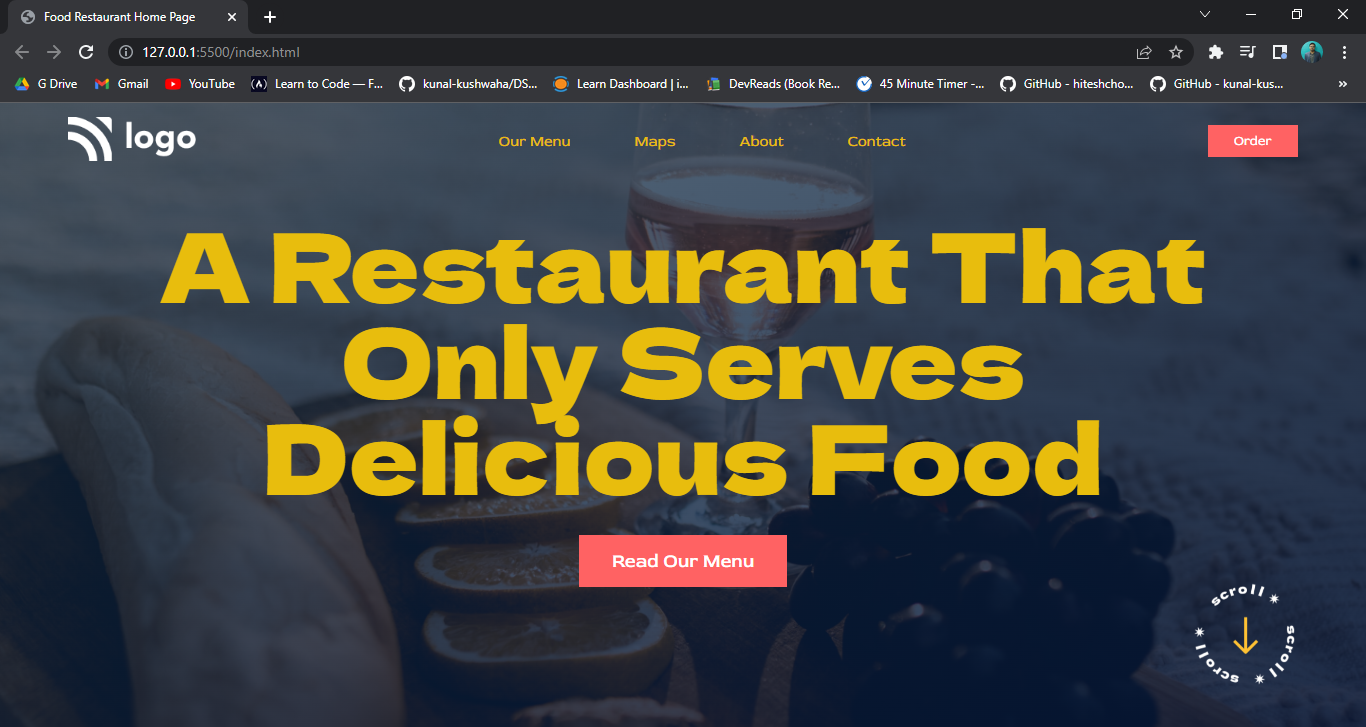 Food Restaurant Home Page
127.0.0.1:5500/index.html
G Drive Gmail YouTube Learn to Code — F... kunal-kushwaha/DS... Learn Dashboard | i... DevReads (Book Re... 45 Minute Timer -... GitHub - hiteshcho... GitHub - kunal-kus... »
logo Our Menu Maps About Contact Order
A Restaurant That
Only Serves
Delicious Food
Read Our Menu
scroll * scroll * scroll *